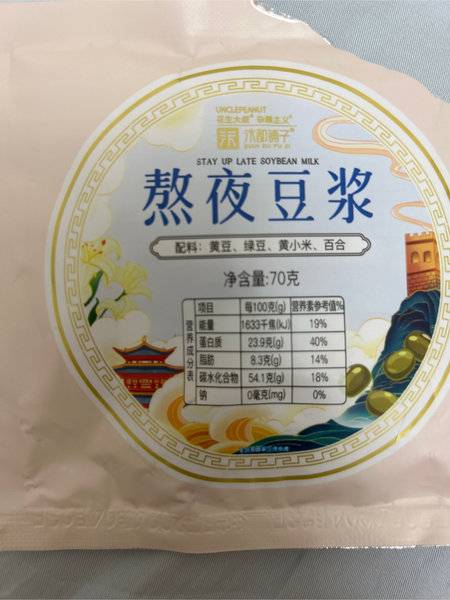 UNCLEPEANUT
花生大叔® 杂粮主义®
STAY UP LATE SOYBEAN MILK
熬夜豆浆
配料：黄豆、绿豆、黄小米、百合
净含量:70克
营养成分表
项目 每100克(g) 营养素参考值%
能量 1633千焦(kJ) 19%
蛋白质 23.9克(g) 40%
脂肪 8.3克(g) 14%
碳水化合物 54.1克(g) 18%
钠 0毫克(mg) 0%